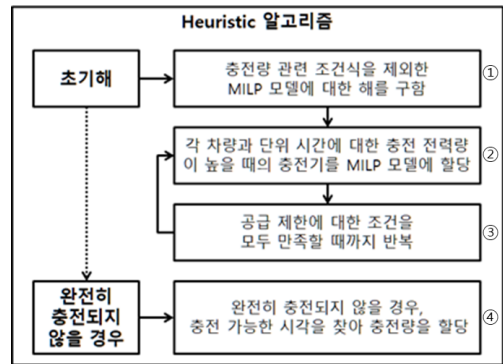 Heuristic 알고리즘
초기해
충전량 관련 조건식을 제외한
MILP 모델에 대한 해를 구함
①
각 차량과 단위 시간에 대한 충전 전력량
이 높을 때의 충전기를 MILP 모델에 할당
②
공급 제한에 대한 조건을
모두 만족할 때까지 반복
③
완전히
충전되지
않을 경우
완전히 충전되지 않을 경우,
충전 가능한 시각을 찾아 충전량을 할당
④